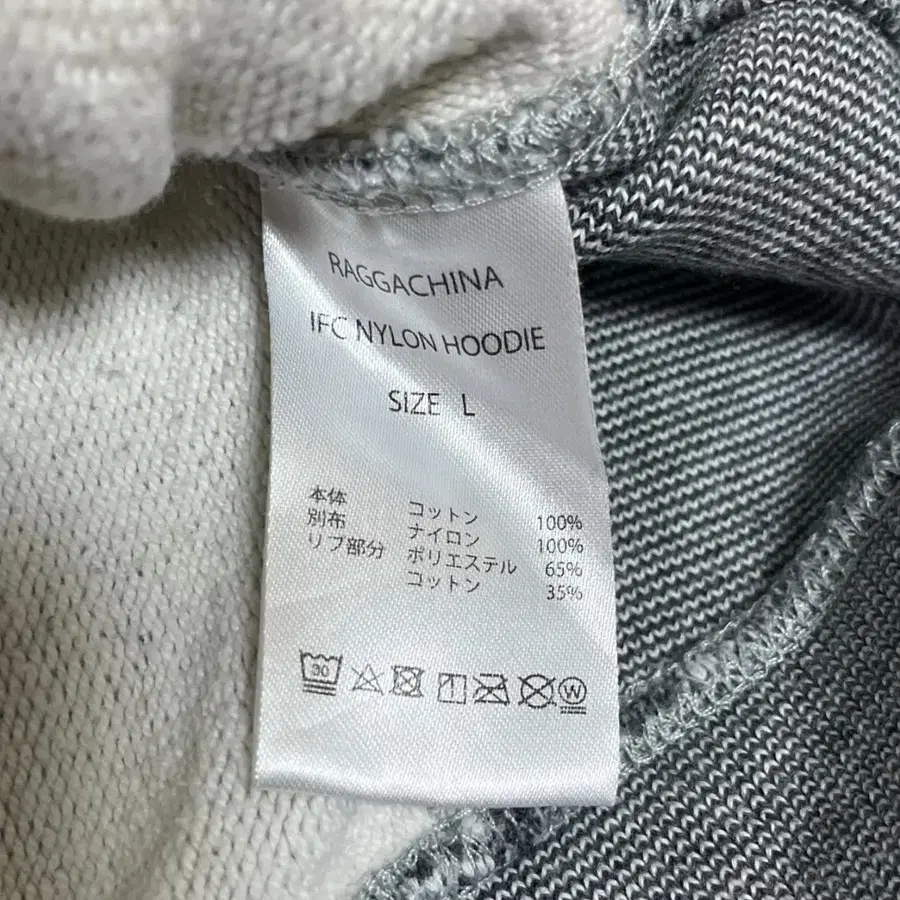 RAGGACHINA
IFC NYLON HOODIE
SIZE L
本体 コットン 100%
別布 ナイロン 100%
リブ部分 ポリエステル 65%
コットン 35%
30
W